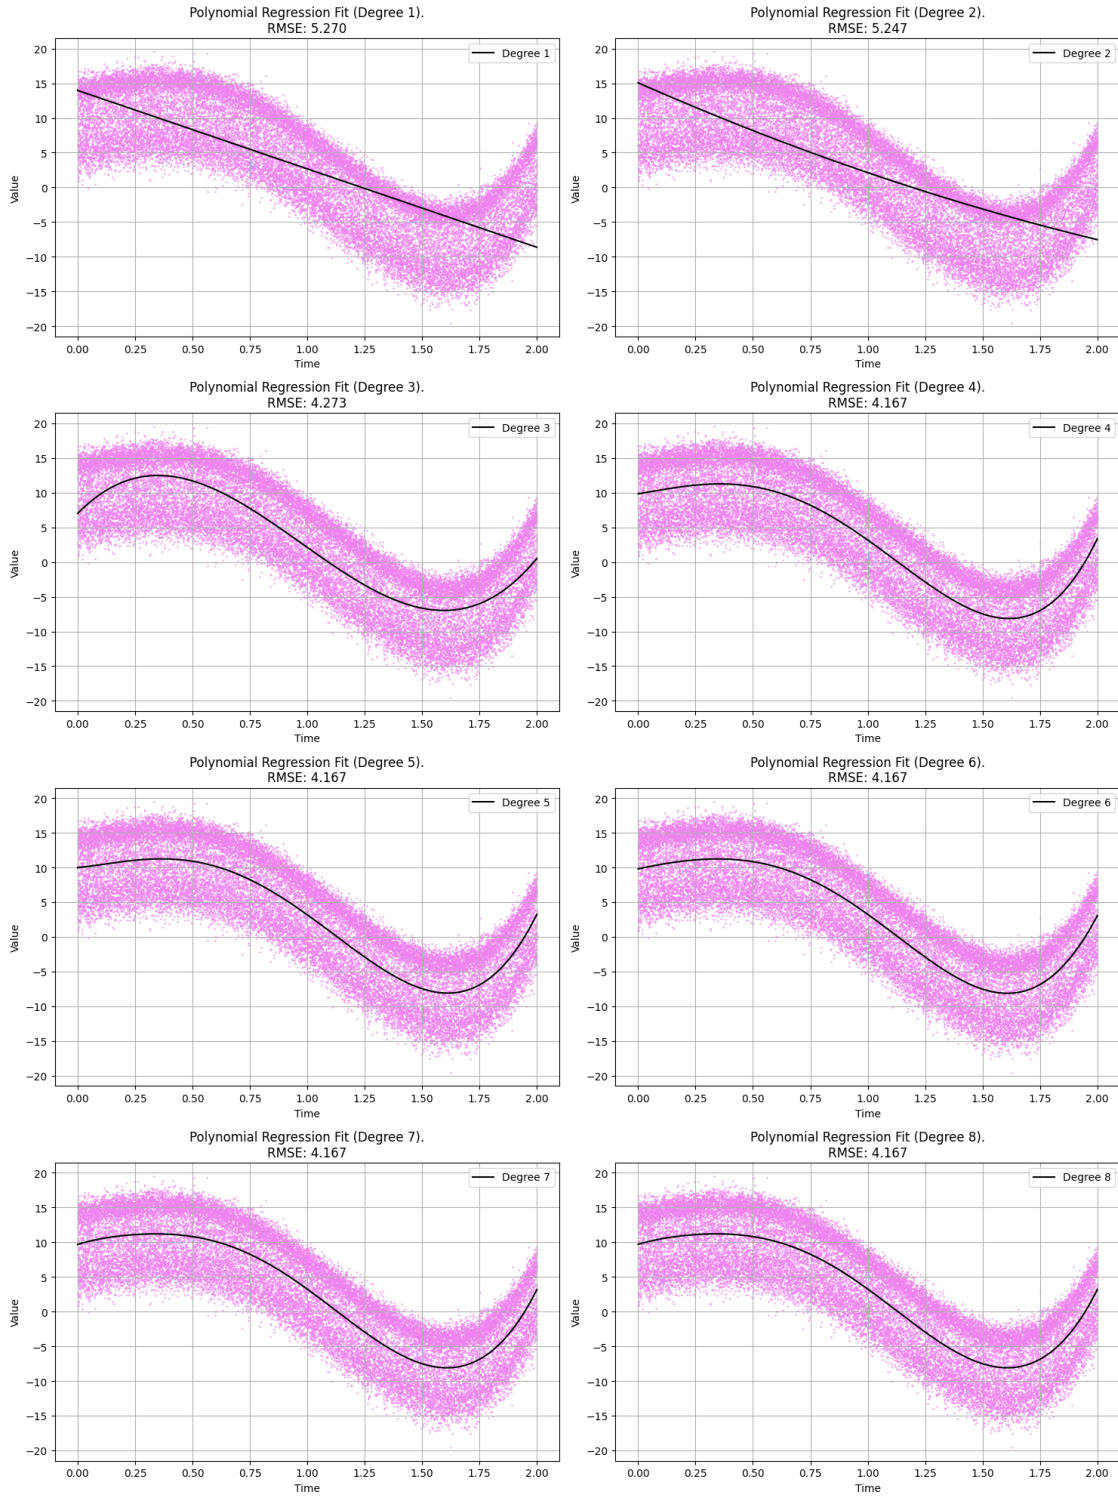 Polynomial Regression Fit (Degree 1).
RMSE: 5.270
Degree 1
Value
20
15
10
5
0
−5
−10
−15
−20
0.00 0.25 0.50 0.75 1.00 1.25 1.50 1.75 2.00
Time
Polynomial Regression Fit (Degree 2).
RMSE: 5.247
Degree 2
Value
20
15
10
5
0
−5
−10
−15
−20
0.00 0.25 0.50 0.75 1.00 1.25 1.50 1.75 2.00
Time
Polynomial Regression Fit (Degree 3).
RMSE: 4.273
Degree 3
Value
20
15
10
5
0
−5
−10
−15
−20
0.00 0.25 0.50 0.75 1.00 1.25 1.50 1.75 2.00
Time
Polynomial Regression Fit (Degree 4).
RMSE: 4.167
Degree 4
Value
20
15
10
5
0
−5
−10
−15
−20
0.00 0.25 0.50 0.75 1.00 1.25 1.50 1.75 2.00
Time
Polynomial Regression Fit (Degree 5).
RMSE: 4.167
Degree 5
Value
20
15
10
5
0
−5
−10
−15
−20
0.00 0.25 0.50 0.75 1.00 1.25 1.50 1.75 2.00
Time
Polynomial Regression Fit (Degree 6).
RMSE: 4.167
Degree 6
Value
20
15
10
5
0
−5
−10
−15
−20
0.00 0.25 0.50 0.75 1.00 1.25 1.50 1.75 2.00
Time
Polynomial Regression Fit (Degree 7).
RMSE: 4.167
Degree 7
Value
20
15
10
5
0
−5
−10
−15
−20
0.00 0.25 0.50 0.75 1.00 1.25 1.50 1.75 2.00
Time
Polynomial Regression Fit (Degree 8).
RMSE: 4.167
Degree 8
Value
20
15
10
5
0
−5
−10
−15
−20
0.00 0.25 0.50 0.75 1.00 1.25 1.50 1.75 2.00
Time